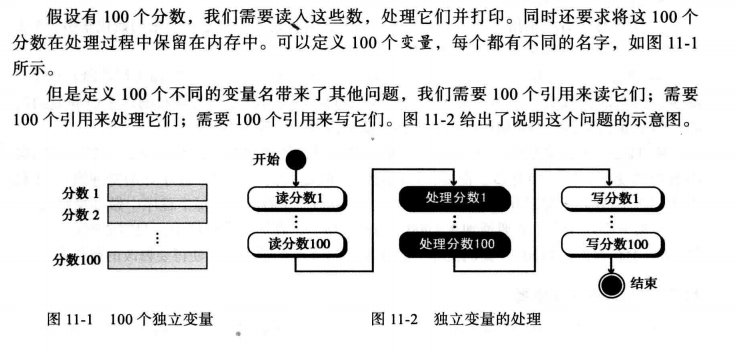 假设有 100 个分数，我们需要读入这些数，处理它们并打印。同时还要求将这 100 个
分数在处理过程中保留在内存中。可以定义 100 个变量，每个都有不同的名字，如图 11-1
所示。
但是定义 100 个不同的变量名带来了其他问题，我们需要 100 个引用来读它们；需要
100 个引用来处理它们；需要 100 个引用来写它们。图 11-2 给出了说明这个问题的示意图。
开始
分数 1
分数 2
⋮
分数100
读分数1
⋮
读分数100
处理分数1
⋮
处理分数100
写分数1
⋮
写分数100
结束
图 11-1 100 个独立变量
图 11-2 独立变量的处理